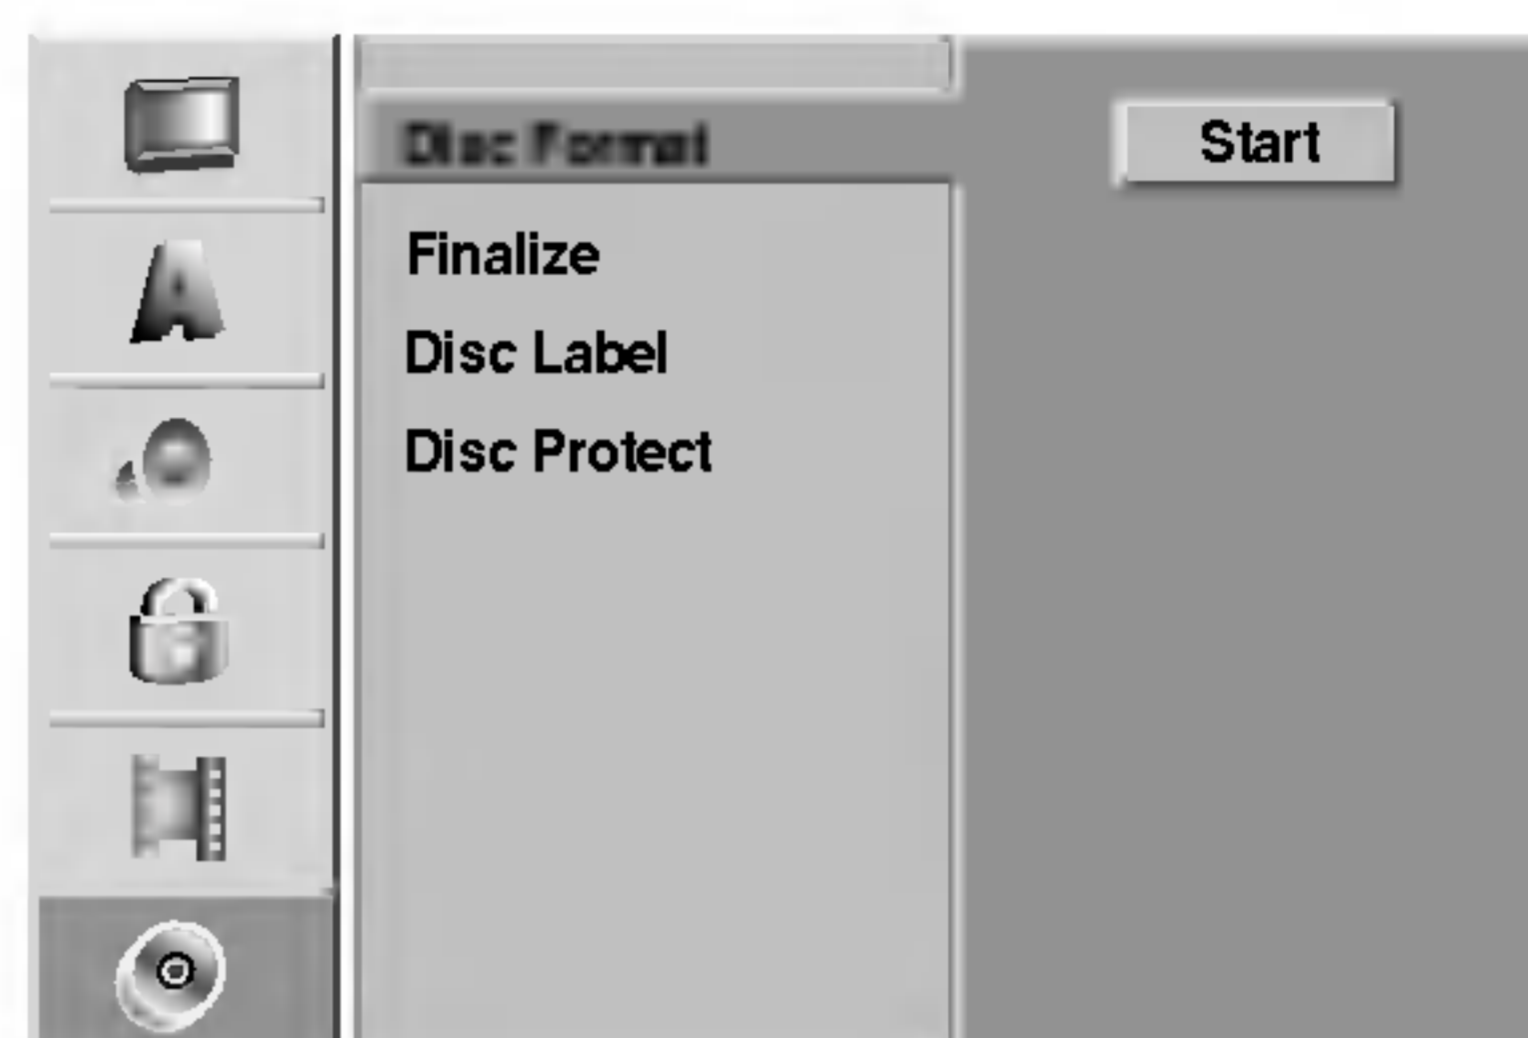 Disc Format
Start
Finalize
Disc Label
Disc Protect